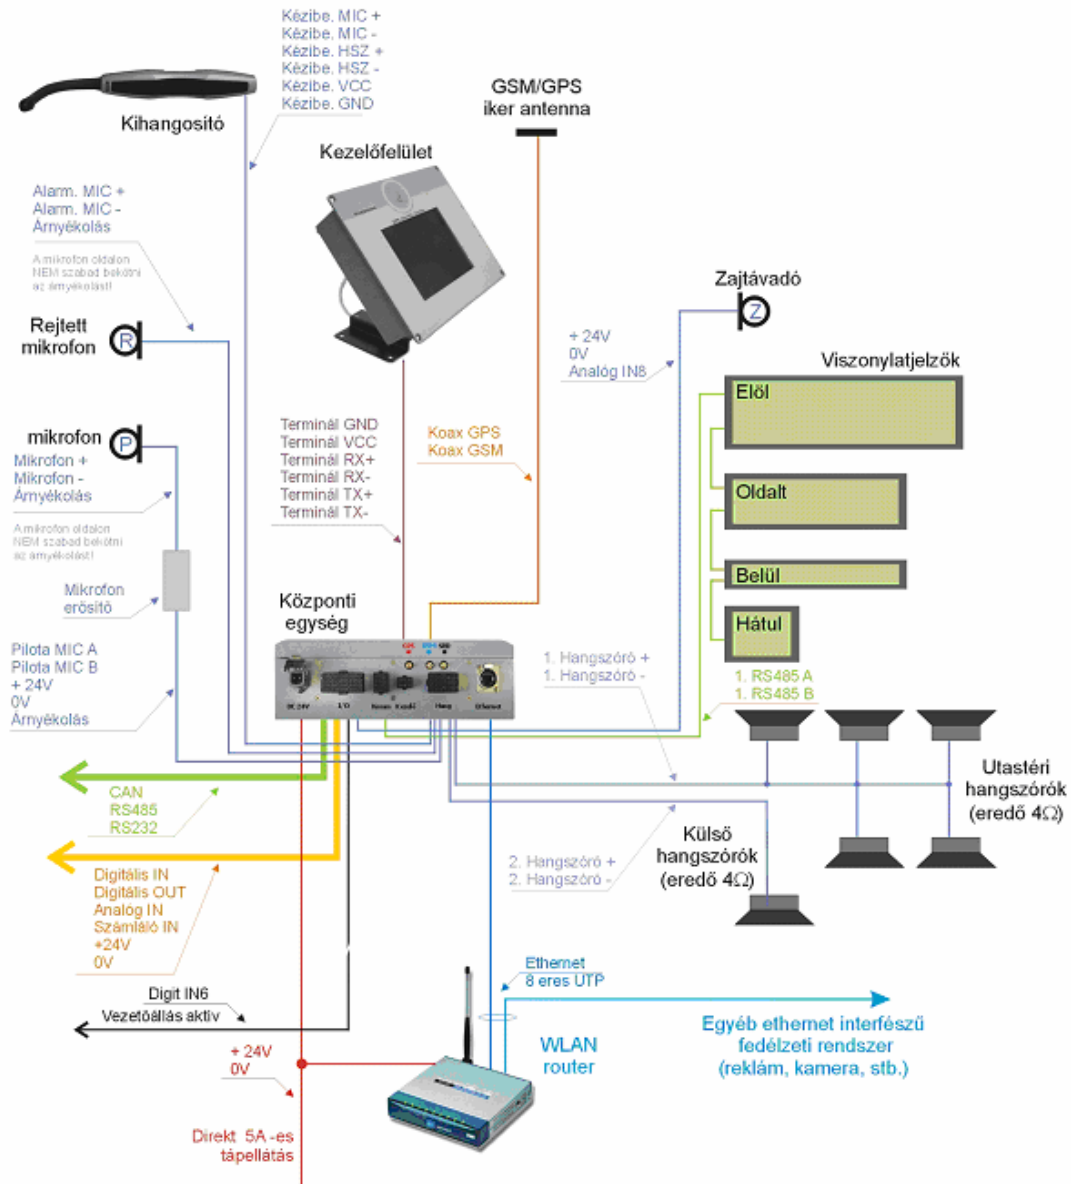 Kézibe. MIC +
Kézibe. MIC -
Kézibe. HSZ +
Kézibe. HSZ -
Kézibe. VCC
Kézibe. GND
Kihangosító
GSM/GPS
iker antenna
Kezelőfelület
Alarm. MIC +
Alarm. MIC -
Árnyékolás
A mikrofon oldalon
NEM szabad bekötni
az árnyékolást!
Rejtett
mikrofon
R
Zajtávadó
Z
+ 24V
0V
Analóg IN8
Viszonylatjelzők
Elöl
Oldalt
Belül
Hátul
1. RS485 A
1. RS485 B
mikrofon
P
Mikrofon +
Mikrofon -
Árnyékolás
A mikrofon oldalon
NEM szabad bekötni
az árnyékolást!
Terminál GND
Terminál VCC
Terminál RX+
Terminál RX-
Terminál TX+
Terminál TX-
Koax GPS
Koax GSM
Mikrofon
erősítő
Központi
egység
Pilota MIC A
Pilota MIC B
+ 24V
0V
Árnyékolás
GPS
GSM
DC 24V
I/O
Kezelő
Hang
Ethernet
1. Hangszóró +
1. Hangszóró -
Utastéri
hangszórók
(eredő 4Ω)
CAN
RS485
RS232
Külső
hangszórók
(eredő 4Ω)
2. Hangszóró +
2. Hangszóró -
Digitális IN
Digitális OUT
Analóg IN
Számláló IN
+24V
0V
Digit IN6
Vezetőállás aktív
Ethernet
8 eres UTP
WLAN
router
Egyéb ethernet interfészű
fedélzeti rendszer
(reklám, kamera, stb.)
+ 24V
0V
Direkt 5A-es
tápellátás